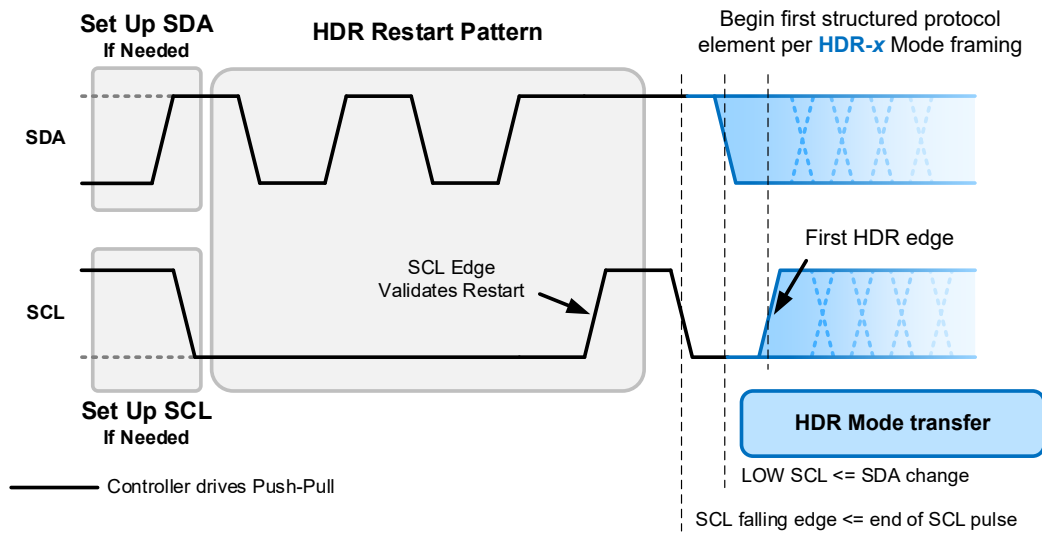 Set Up SDA
If Needed
HDR Restart Pattern
Begin first structured protocol
element per HDR-x Mode framing
SDA
First HDR edge
SCL Edge
Validates Restart
SCL
Set Up SCL
If Needed
HDR Mode transfer
LOW SCL <= SDA change
Controller drives Push-Pull
SCL falling edge <= end of SCL pulse